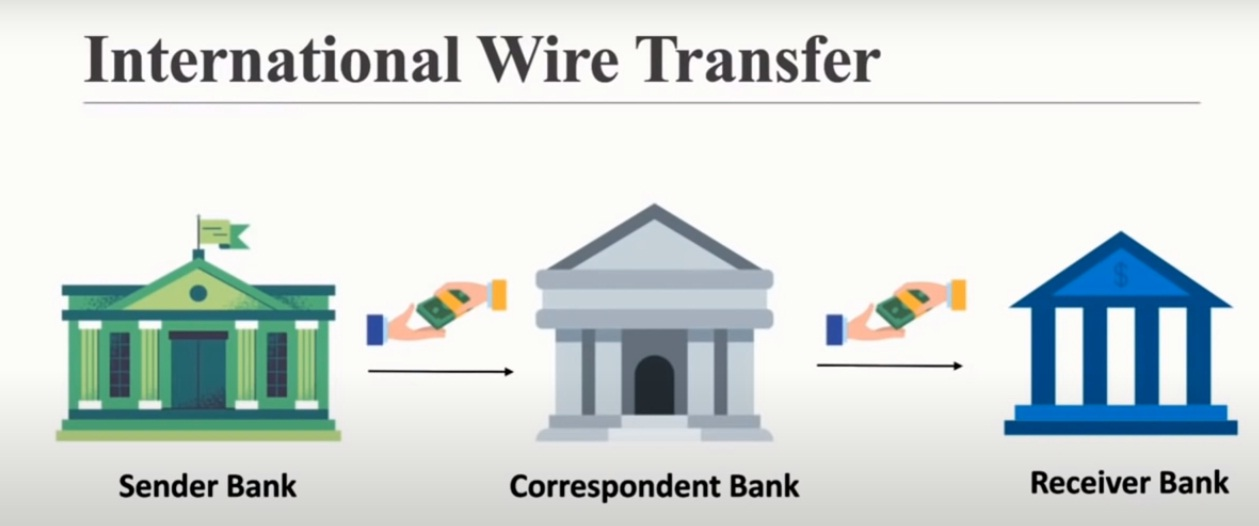 International Wire Transfer
Sender Bank
Correspondent Bank
Receiver Bank
$